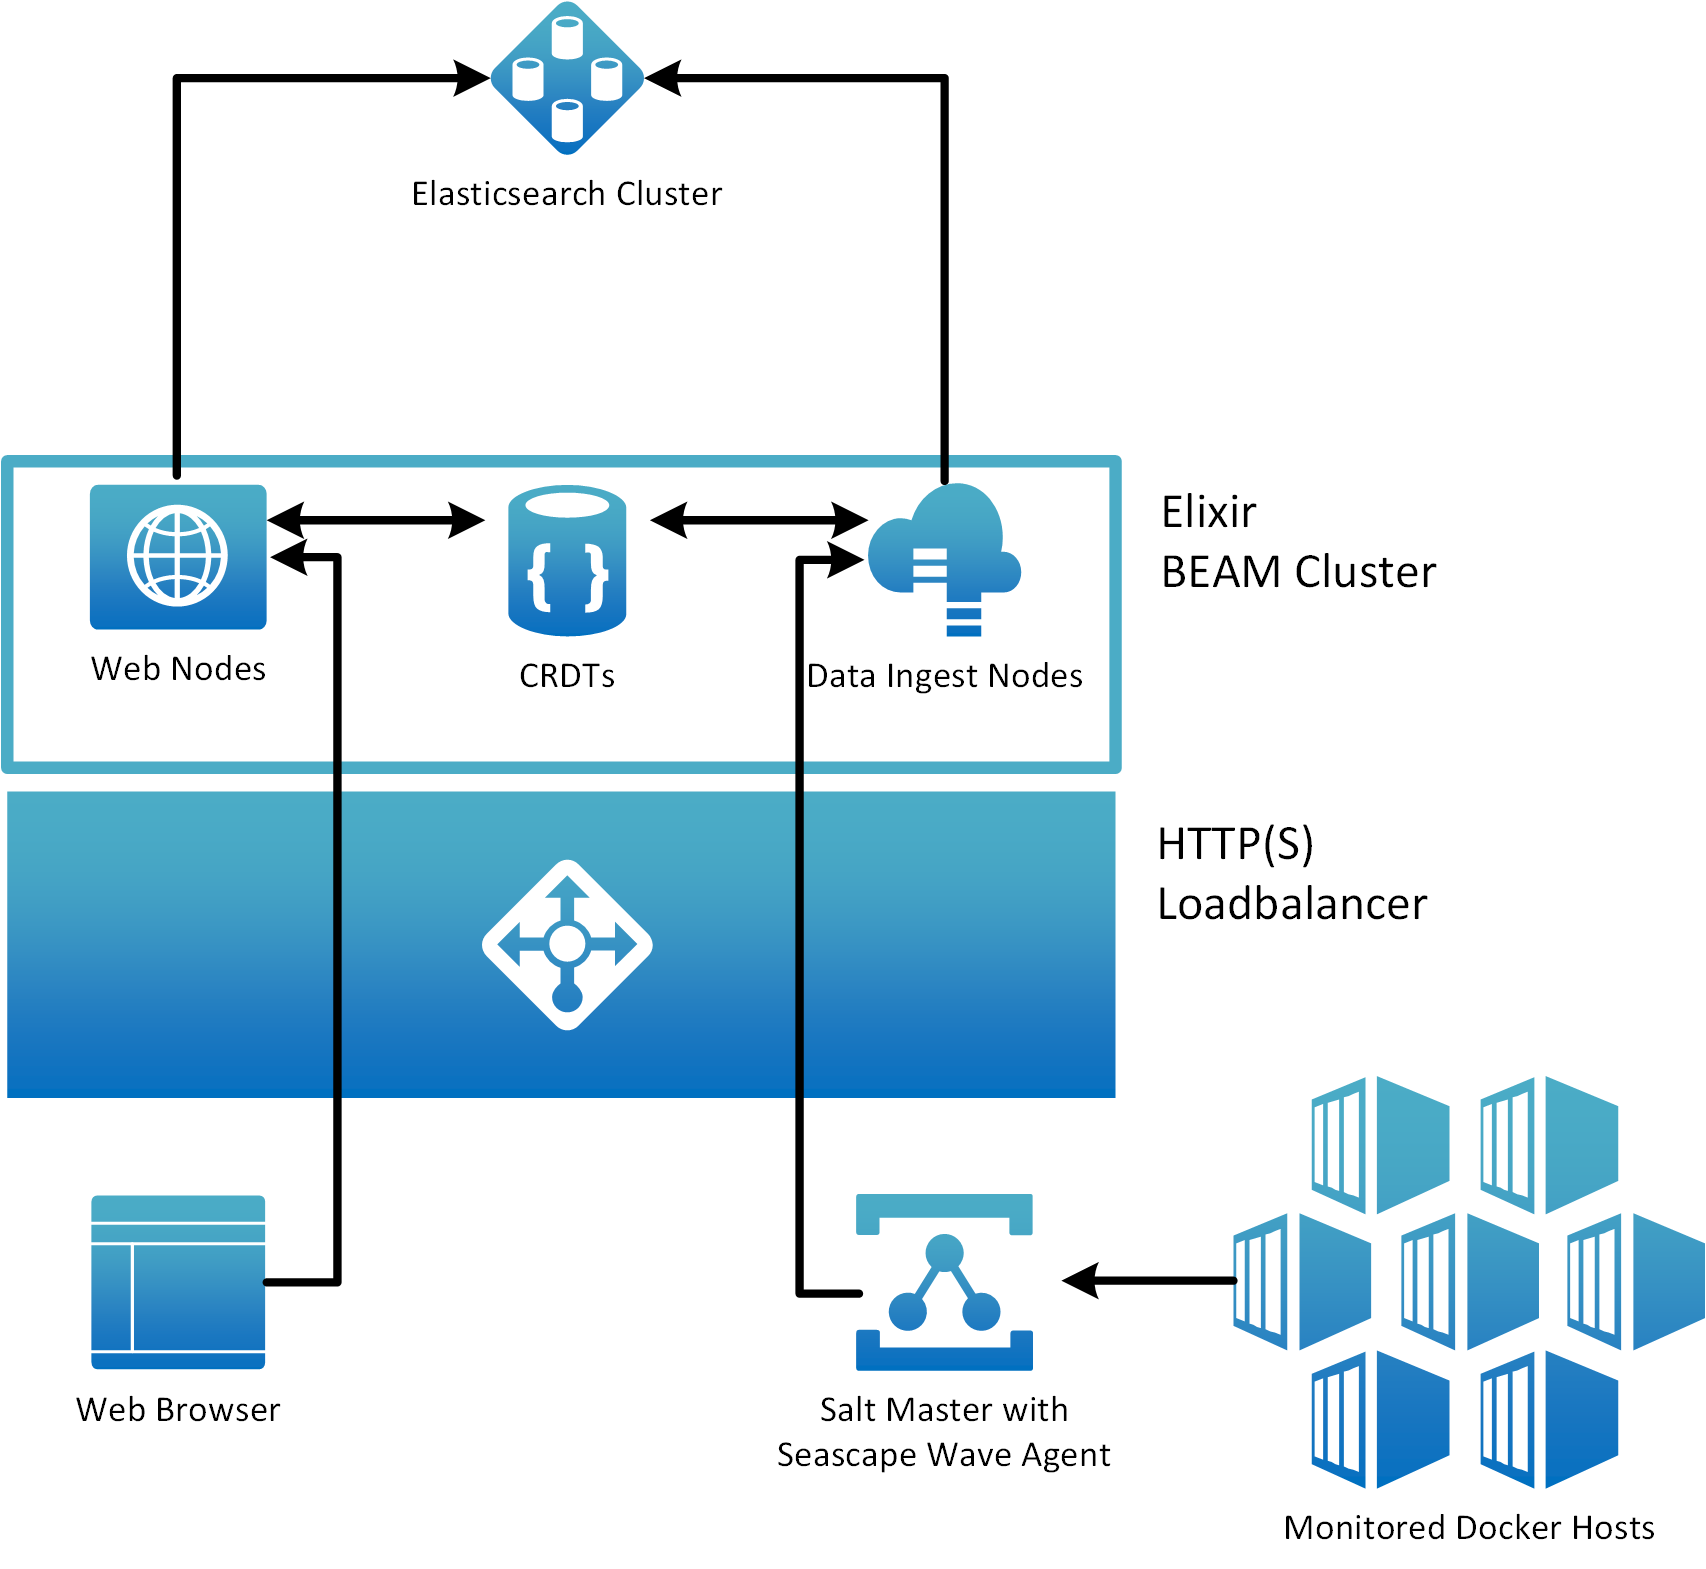 Elasticsearch Cluster
Elixir
BEAM Cluster
{ }
Web Nodes
CRDTs
Data Ingest Nodes
HTTP(S)
Loadbalancer
Web Browser
Salt Master with
Seascape Wave Agent
Monitored Docker Hosts